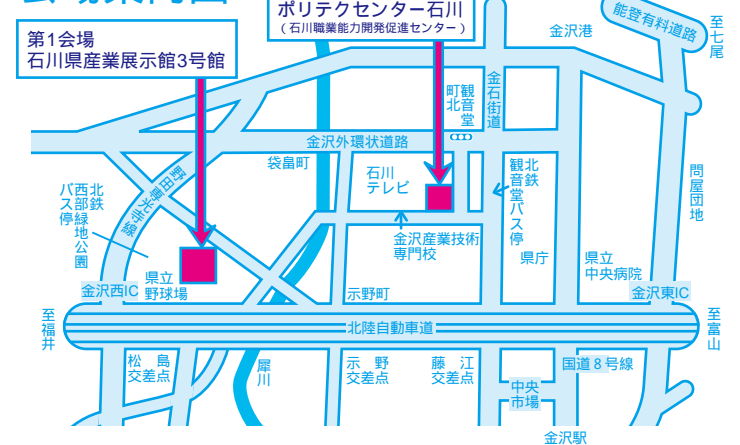 会場案内図
ポリテクセンター石川
(石川職業能力開発促進センター)
第1会場
石川県産業展示館3号館
金沢港
能登有料道路
至七尾
観音堂
町北
金石街道
金沢外環状道路
袋畠町
石川
テレビ
北鉄
観音堂バス停
問屋団地
野田専光寺線
北鉄
西部緑地公園
バス停
金沢産業技術
専門校
県庁
県立
中央病院
県立
野球場
金沢西IC
示野町
金沢東IC
至福井
北陸自動車道
至富山
松島
交差点
犀川
示野
交差点
藤江
交差点
国道8号線
中央
市場
金沢駅